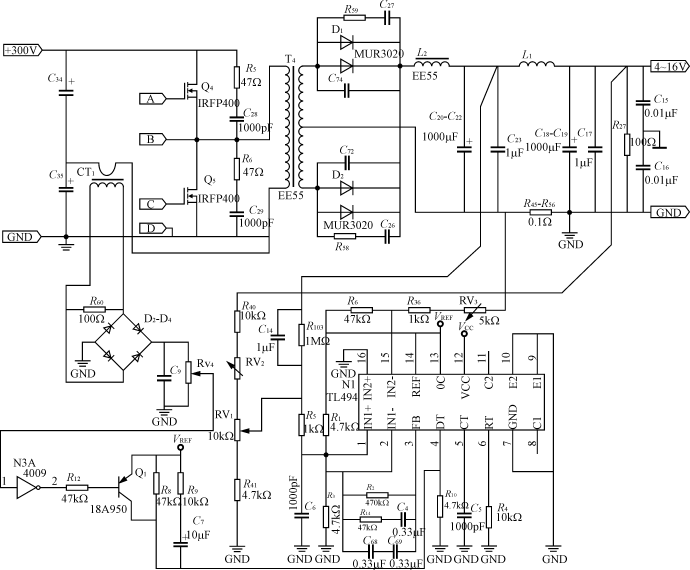 R59 C27
D1
+300V
MUR3020
L2 L1
4~16V
C34 +
Q4
R5
47Ω
T4
EE55
IRFP400
C74
A
C28
1000pF
C15
0.01μF
B
C20-C22
1000μF
+
C23
1μF
C18-C19
1000μF
+
C17
1μF
R27
100Ω
C35 +
CT1
R6
47Ω
C72
C16
0.01μF
Q5
IRFP400
D2
C
EE55
D
C29
1000pF
MUR3020
R45-R56
0.1Ω
GND
GND
R58 C26
GND
R60
100Ω
D2-D4
R40
10kΩ
R6
47kΩ
R36
1kΩ
RV3
5kΩ
C14
1μF
R103
1MΩ
VREF
VCC
GND
C9
RV4
RV2
GND
N1
TL494
16 15 14 13 12 11 10 9
IN2+ IN2- REF 0C VCC C2 E2 E1
GND
RV1
10kΩ
R5
1kΩ
R1
4.7kΩ
IN1+ IN1- FB DT CT RT GND C1
1 2 3 4 5 6 7 8
VREF
N3A
4009
1 2
R12
47kΩ
Q1
18A950
R8
47kΩ
R9
10kΩ
R41
4.7kΩ
1000pF
C6
R3
4.7kΩ
R2
470kΩ
R14
47kΩ
C4
0.33μF
R10
4.7kΩ
C5
1000pF
R4
10kΩ
C7
+ 10μF
C68
0.33μF
C69
0.33μF
GND GND GND GND GND GND GND